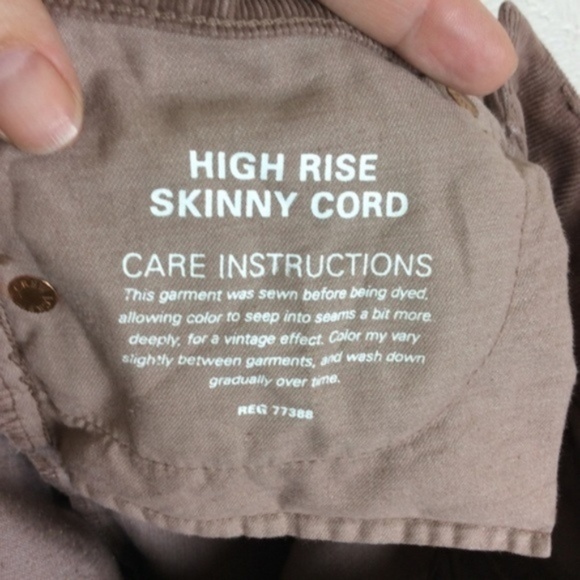 HIGH RISE
SKINNY CORD
CARE INSTRUCTIONS
This garment was sewn before being dyed,
allowing color to seep into seams a bit more
deeply, for a vintage effect. Color my vary
slightly between garments, and wash down
gradually over time.
REG 77388